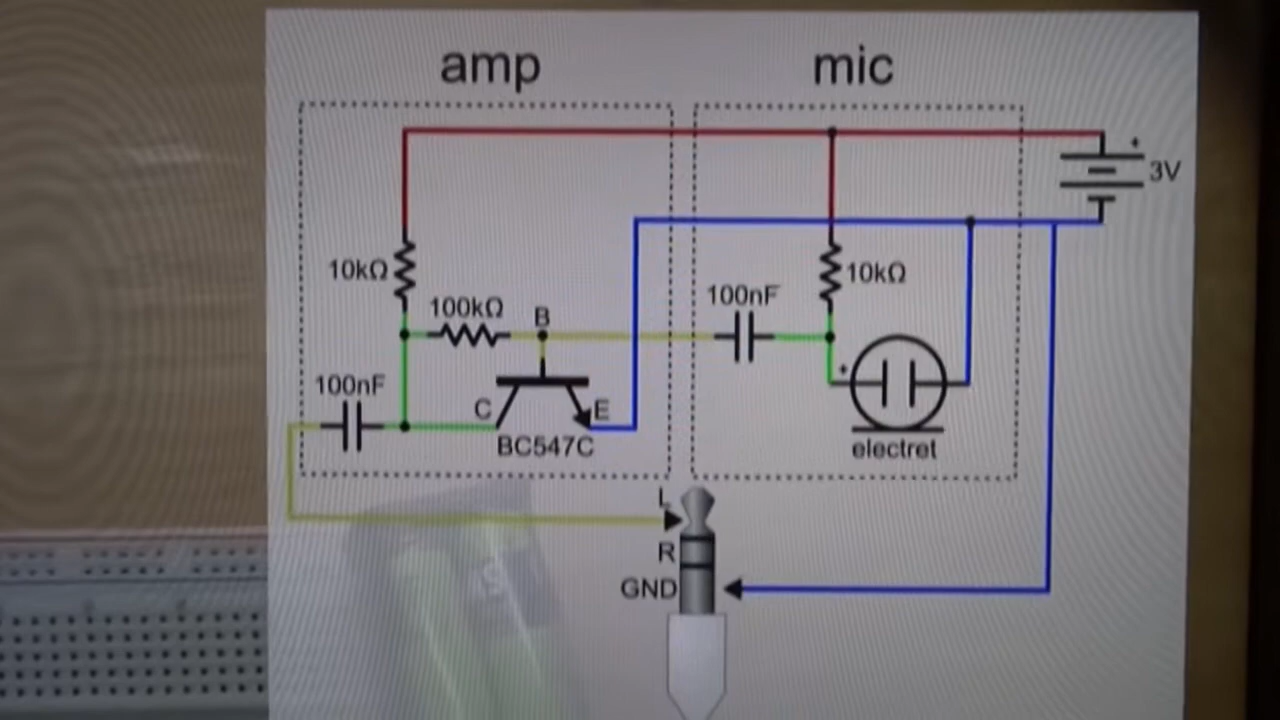 amp
mic
+
3V
10kΩ
10kΩ
100nF
100kΩ
B
100nF
+
C
E
BC547C
electret
L
R
GND